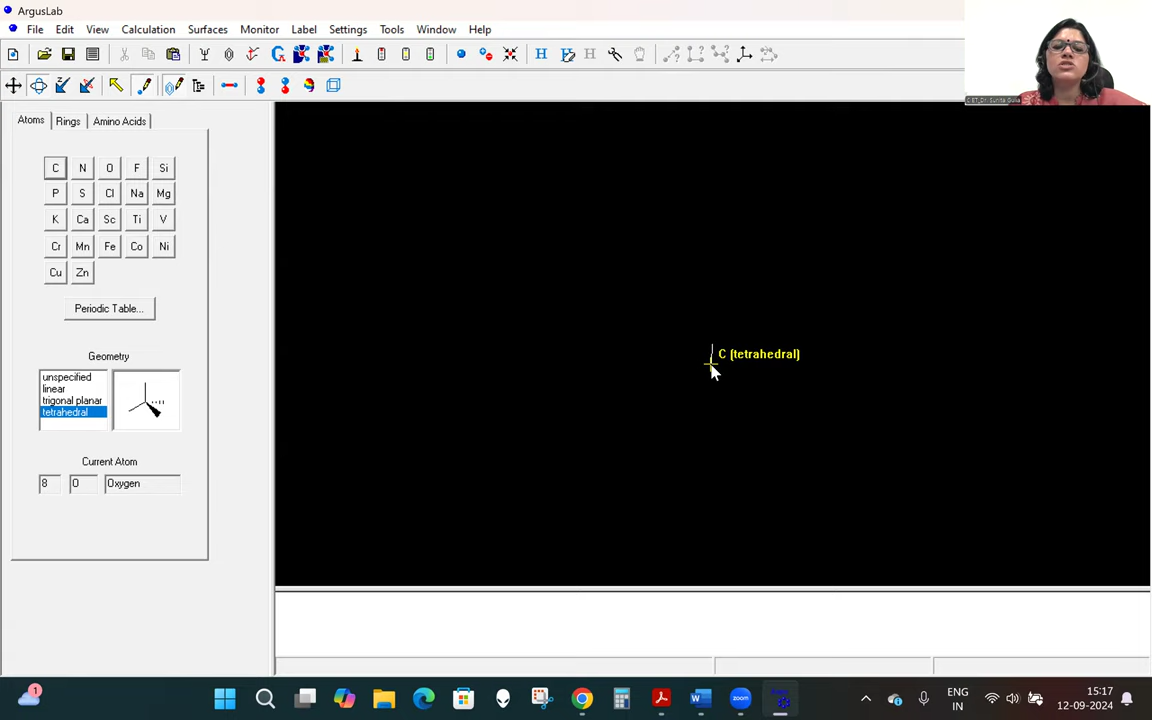 ArgusLab
File Edit View Calculation Surfaces Monitor Label Settings Tools Window Help
Atoms Rings Amino Acids
C N O F Si
P S Cl Na Mg
K Ca Sc Ti V
Cr Mn Fe Co Ni
Cu Zn
Periodic Table...
Geometry
unspecified
linear
trigonal planar
tetrahedral
Current Atom
8 O Oxygen
C (tetrahedral)
1
ENG
IN
15:17
12-09-2024